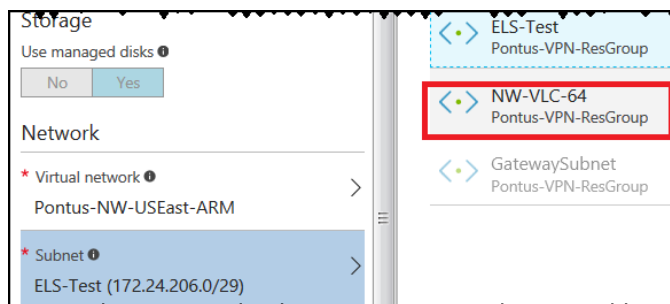 Storage
Use managed disks
No Yes
Network
* Virtual network
Pontus-NW-USEast-ARM
* Subnet
ELS-Test (172.24.206.0/29)
ELS-Test
Pontus-VPN-ResGroup
NW-VLC-64
Pontus-VPN-ResGroup
GatewaySubnet
Pontus-VPN-ResGroup